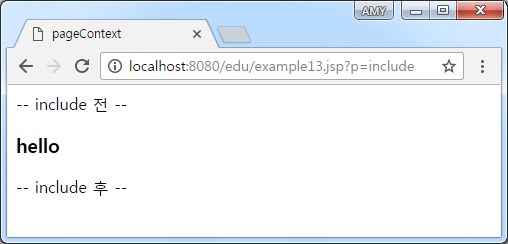 AMY
pageContext
localhost:8080/edu/example13.jsp?p=include
-- include 전 --
hello
-- include 후 --